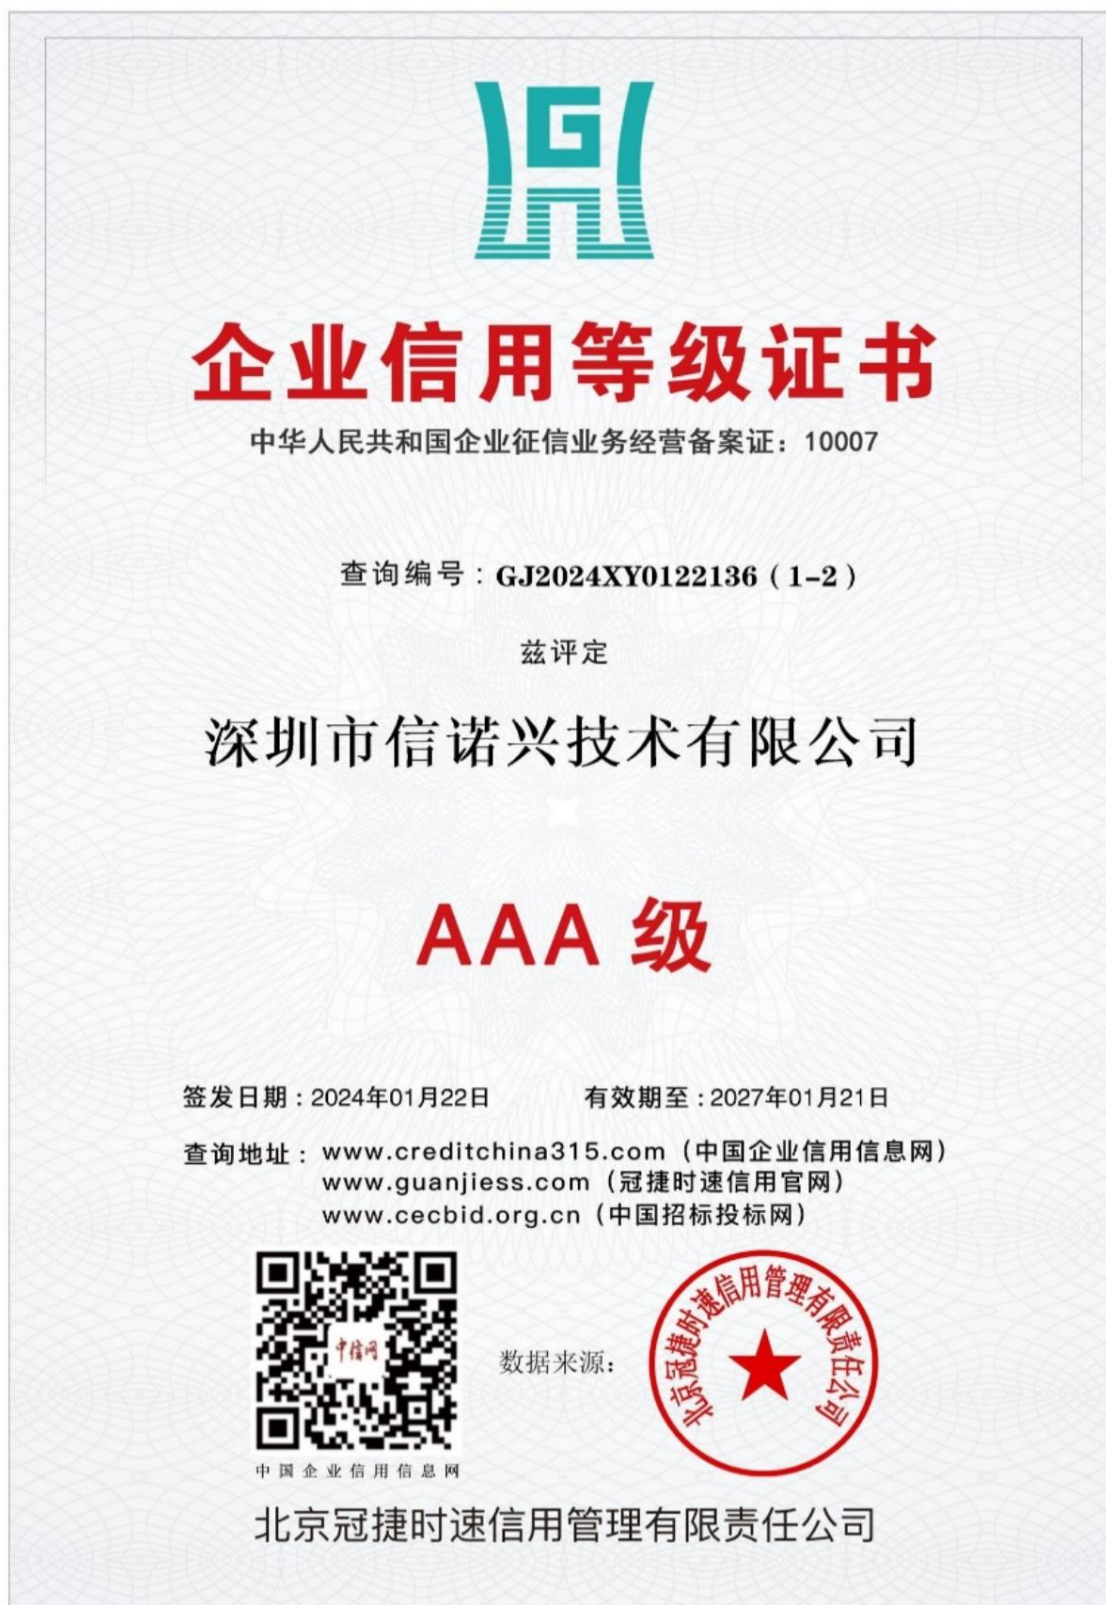 G
企业信用等级证书
中华人民共和国企业征信业务经营备案证：10007
查询编号：GJ2024XY0122136（1-2）
兹评定
深圳市信诺兴技术有限公司
AAA 级
签发日期：2024年01月22日 有效期至：2027年01月21日
查询地址：www.creditchina315.com（中国企业信用信息网）
www.guanjiess.com（冠捷时速信用官网）
www.cecbid.org.cn（中国招标投标网）
中信网
中国企业信用信息网
数据来源：
北京冠捷时速信用管理有限责任公司
北京冠捷时速信用管理有限责任公司